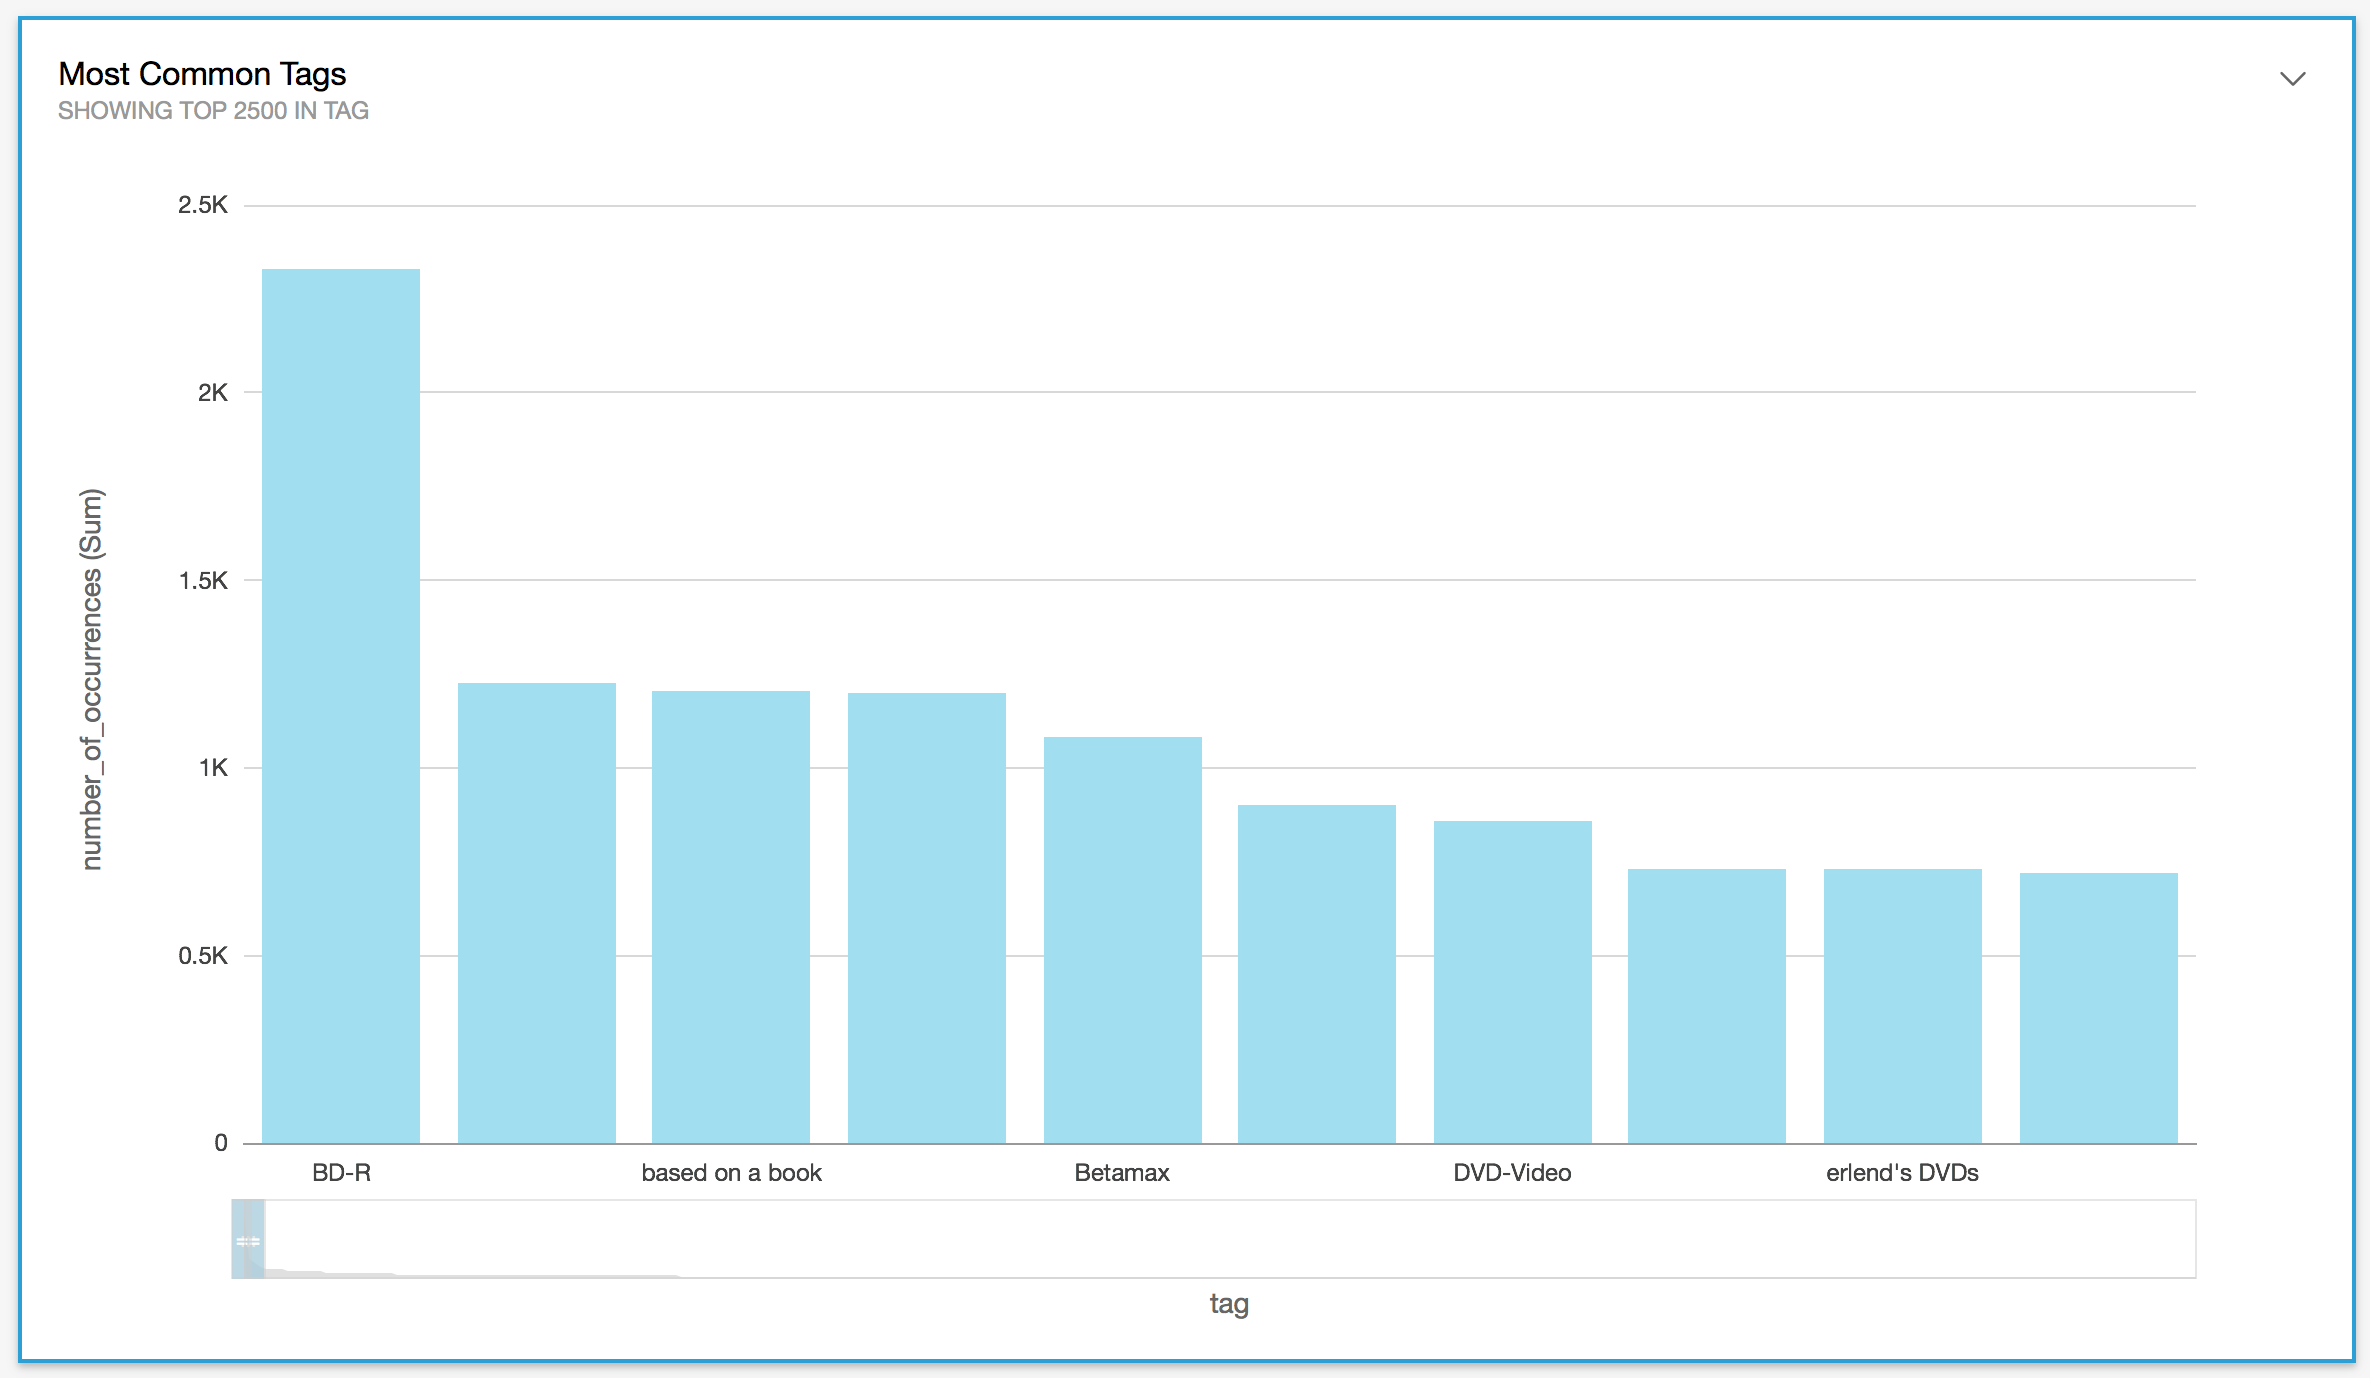 Most Common Tags
SHOWING TOP 2500 IN TAG
2.5K
2K
1.5K
1K
0.5K
0
number_of_occurrences (Sum)
BD-R based on a book Betamax DVD-Video erlend's DVDs
tag